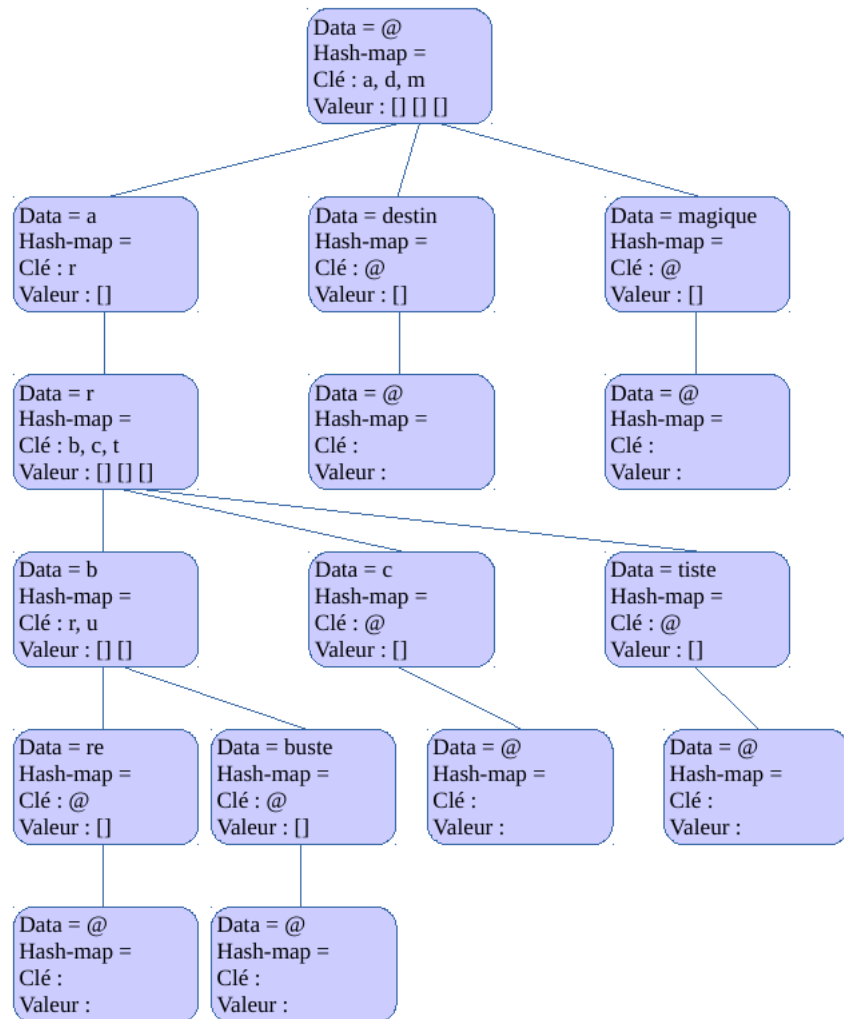 Data = @
Hash-map =
Clé : a, d, m
Valeur : [] [] []
Data = a
Hash-map =
Clé : r
Valeur : []
Data = destin
Hash-map =
Clé : @
Valeur : []
Data = magique
Hash-map =
Clé : @
Valeur : []
Data = r
Hash-map =
Clé : b, c, t
Valeur : [] [] []
Data = @
Hash-map =
Clé :
Valeur :
Data = @
Hash-map =
Clé :
Valeur :
Data = b
Hash-map =
Clé : r, u
Valeur : [] []
Data = c
Hash-map =
Clé : @
Valeur : []
Data = tiste
Hash-map =
Clé : @
Valeur : []
Data = re
Hash-map =
Clé : @
Valeur : []
Data = buste
Hash-map =
Clé : @
Valeur : []
Data = @
Hash-map =
Clé :
Valeur :
Data = @
Hash-map =
Clé :
Valeur :
Data = @
Hash-map =
Clé :
Valeur :
Data = @
Hash-map =
Clé :
Valeur :